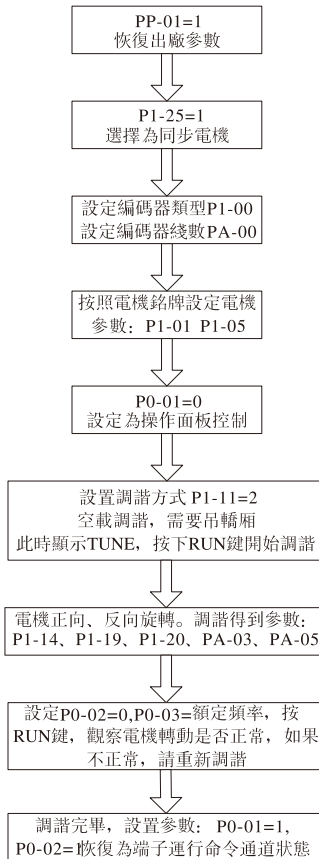 PP-01=1
恢復出廠參數
P1-25=1
選擇為同步電機
設定編碼器類型P1-00
設定編碼器綫數PA-00
按照電機銘牌設定電機
參數：P1-01 P1-05
P0-01=0
設定為操作面板控制
設置調諧方式 P1-11=2
空載調諧，需要吊轎厢
此時顯示TUNE，按下RUN鍵開始調諧
電機正向、反向旋轉。調諧得到參數：
P1-14、P1-19、P1-20、PA-03、PA-05
設定P0-02=0,P0-03=額定頻率，按
RUN鍵，觀察電機轉動是否正常，如果
不正常，請重新調諧
調諧完畢，設置參數：P0-01=1,
P0-02=1恢復為端子運行命令通道狀態